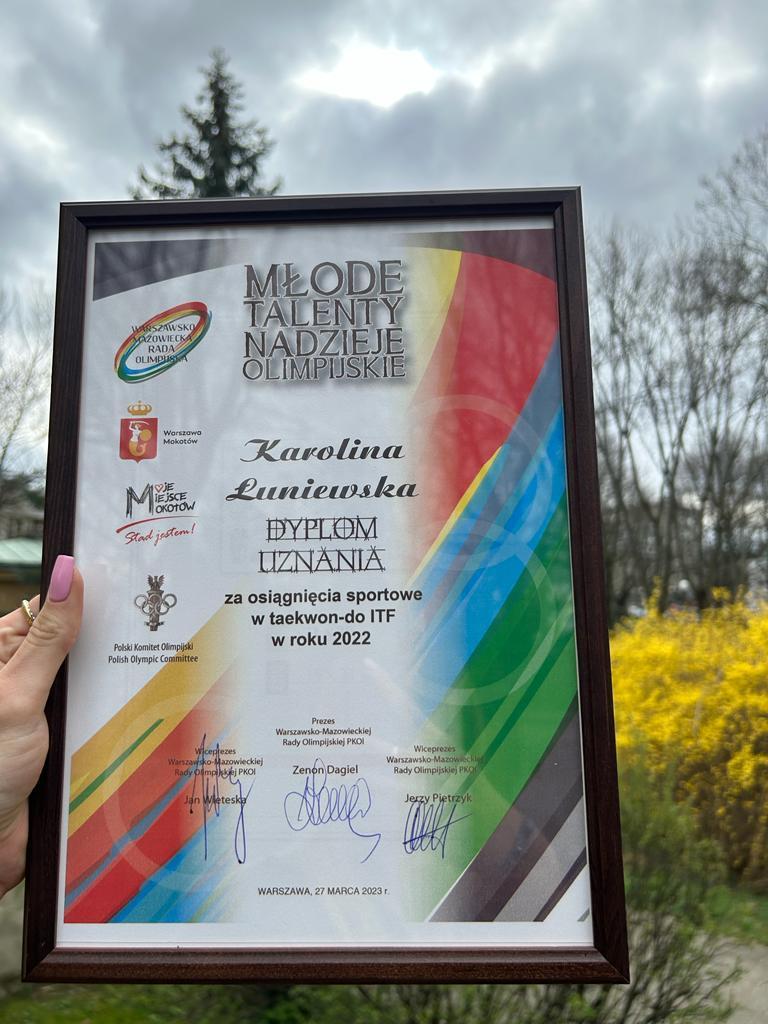 MŁODE
TALENTY
NADZIEJE
OLIMPIJSKIE
WARSZAWSKO
MAZOWIECKA
RADA
OLIMPIJSKA
Warszawa
Mokotów
MOJE
MIEJSCE
MOKOTÓW
Stąd jestem!
Polski Komitet Olimpijski
Polish Olympic Committee
Karolina
Łuniewska
DYPLOM
UZNANIA
za osiągnięcia sportowe
w taekwon-do ITF
w roku 2022
Wiceprezes
Warszawsko-Mazowieckiej
Rady Olimpijskiej PKOl
Jan Wieteska
Prezes
Warszawsko-Mazowieckiej
Rady Olimpijskiej PKOl
Zenon Dagiel
Wiceprezes
Warszawsko-Mazowieckiej
Rady Olimpijskiej PKOl
Jerzy Pietrzyk
WARSZAWA, 27 MARCA 2023 r.